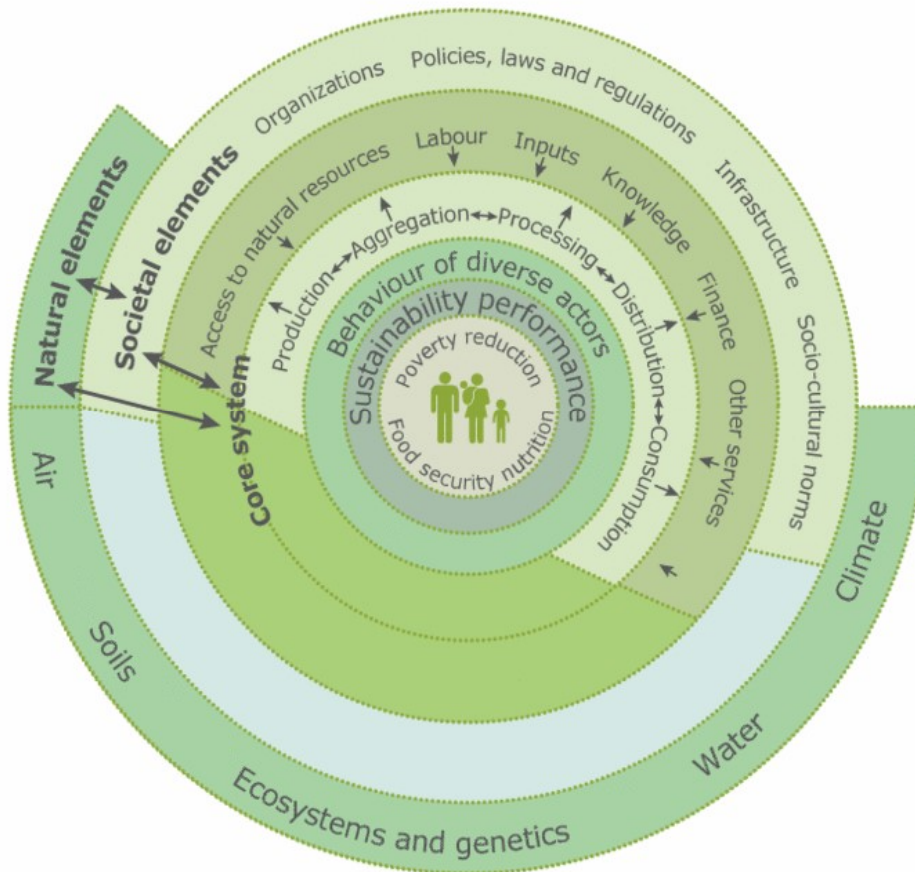 Natural elements
Societal elements
Core system
Organizations
Policies, laws and regulations
Infrastructure
Socio-cultural norms
Access to natural resources
Labour
Inputs
Knowledge
Finance
Other services
Production
Aggregation
Processing
Distribution
Consumption
Behaviour of diverse actors
Sustainability performance
Poverty reduction
Food security nutrition
Air
Soils
Ecosystems and genetics
Water
Climate